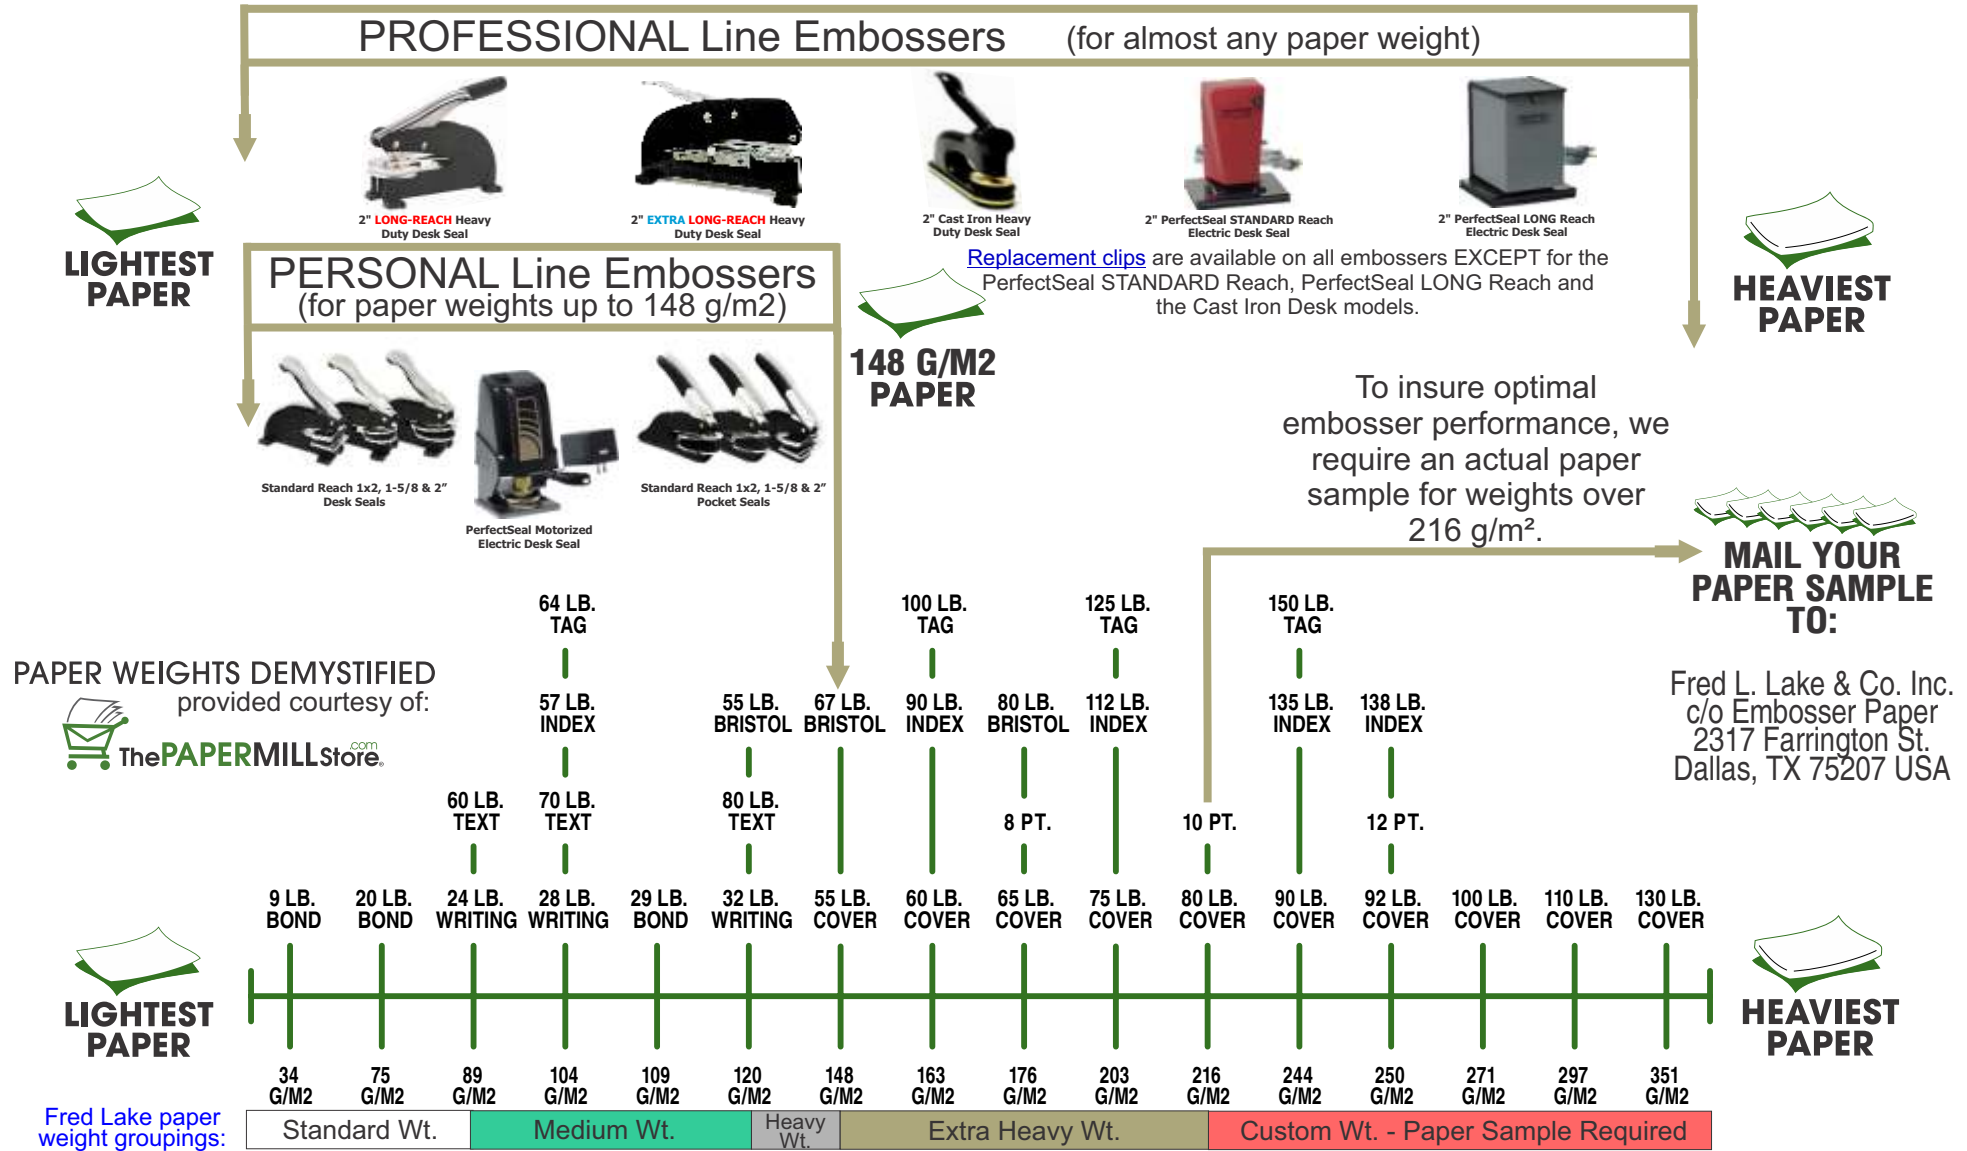 PROFESSIONAL Line Embossers (for almost any paper weight)
2" LONG-REACH Heavy
Duty Desk Seal
2" EXTRA LONG-REACH Heavy
Duty Desk Seal
2" Cast Iron Heavy
Duty Desk Seal
2" PerfectSeal STANDARD Reach
Electric Desk Seal
2" PerfectSeal LONG Reach
Electric Desk Seal
LIGHTEST
PAPER
HEAVIEST
PAPER
Replacement clips are available on all embossers EXCEPT for the
PerfectSeal STANDARD Reach, PerfectSeal LONG Reach and
the Cast Iron Desk models.
PERSONAL Line Embossers
(for paper weights up to 148 g/m2)
148 G/M2
PAPER
Standard Reach 1x2, 1-5/8 & 2”
Desk Seals
PerfectSeal Motorized
Electric Desk Seal
Standard Reach 1x2, 1-5/8 & 2”
Pocket Seals
To insure optimal
embosser performance, we
require an actual paper
sample for weights over
216 g/m².
MAIL YOUR
PAPER SAMPLE
TO:
Fred L. Lake & Co. Inc.
c/o Embosser Paper
2317 Farrington St.
Dallas, TX 75207 USA
PAPER WEIGHTS DEMYSTIFIED
provided courtesy of:
ThePAPERMILLStore.com
64 LB.
TAG
100 LB.
TAG
125 LB.
TAG
150 LB.
TAG
57 LB.
INDEX
55 LB.
BRISTOL
67 LB.
BRISTOL
90 LB.
INDEX
80 LB.
BRISTOL
112 LB.
INDEX
135 LB.
INDEX
138 LB.
INDEX
60 LB.
TEXT
70 LB.
TEXT
80 LB.
TEXT
8 PT.
10 PT.
12 PT.
9 LB.
BOND
20 LB.
BOND
24 LB.
WRITING
28 LB.
WRITING
29 LB.
BOND
32 LB.
WRITING
55 LB.
COVER
60 LB.
COVER
65 LB.
COVER
75 LB.
COVER
80 LB.
COVER
90 LB.
COVER
92 LB.
COVER
100 LB.
COVER
110 LB.
COVER
130 LB.
COVER
LIGHTEST
PAPER
HEAVIEST
PAPER
34
G/M2
75
G/M2
89
G/M2
104
G/M2
109
G/M2
120
G/M2
148
G/M2
163
G/M2
176
G/M2
203
G/M2
216
G/M2
244
G/M2
250
G/M2
271
G/M2
297
G/M2
351
G/M2
Fred Lake paper
weight groupings:
Standard Wt.
Medium Wt.
Heavy
Wt.
Extra Heavy Wt.
Custom Wt. - Paper Sample Required